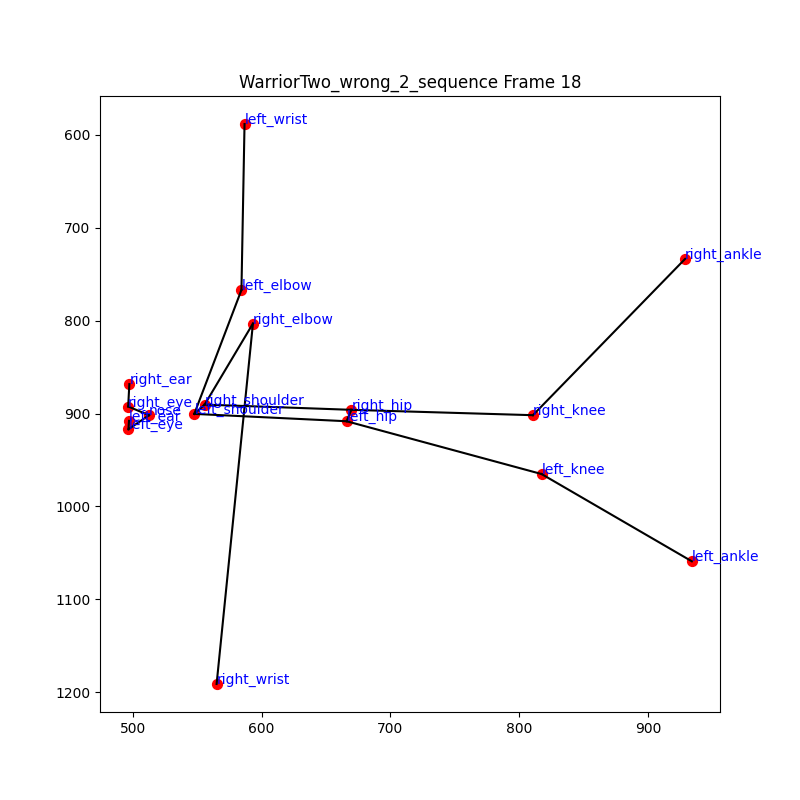 WarriorTwo_wrong_2_sequence Frame 18
600
left_wrist
700
right_ankle
left_elbow
800
right_elbow
right_ear
right_eye
right_shoulder
nose
left_shoulder
right_hip
900
left_ear
left_hip
right_knee
left_eye
left_knee
1000
left_ankle
1100
right_wrist
1200
500 600 700 800 900